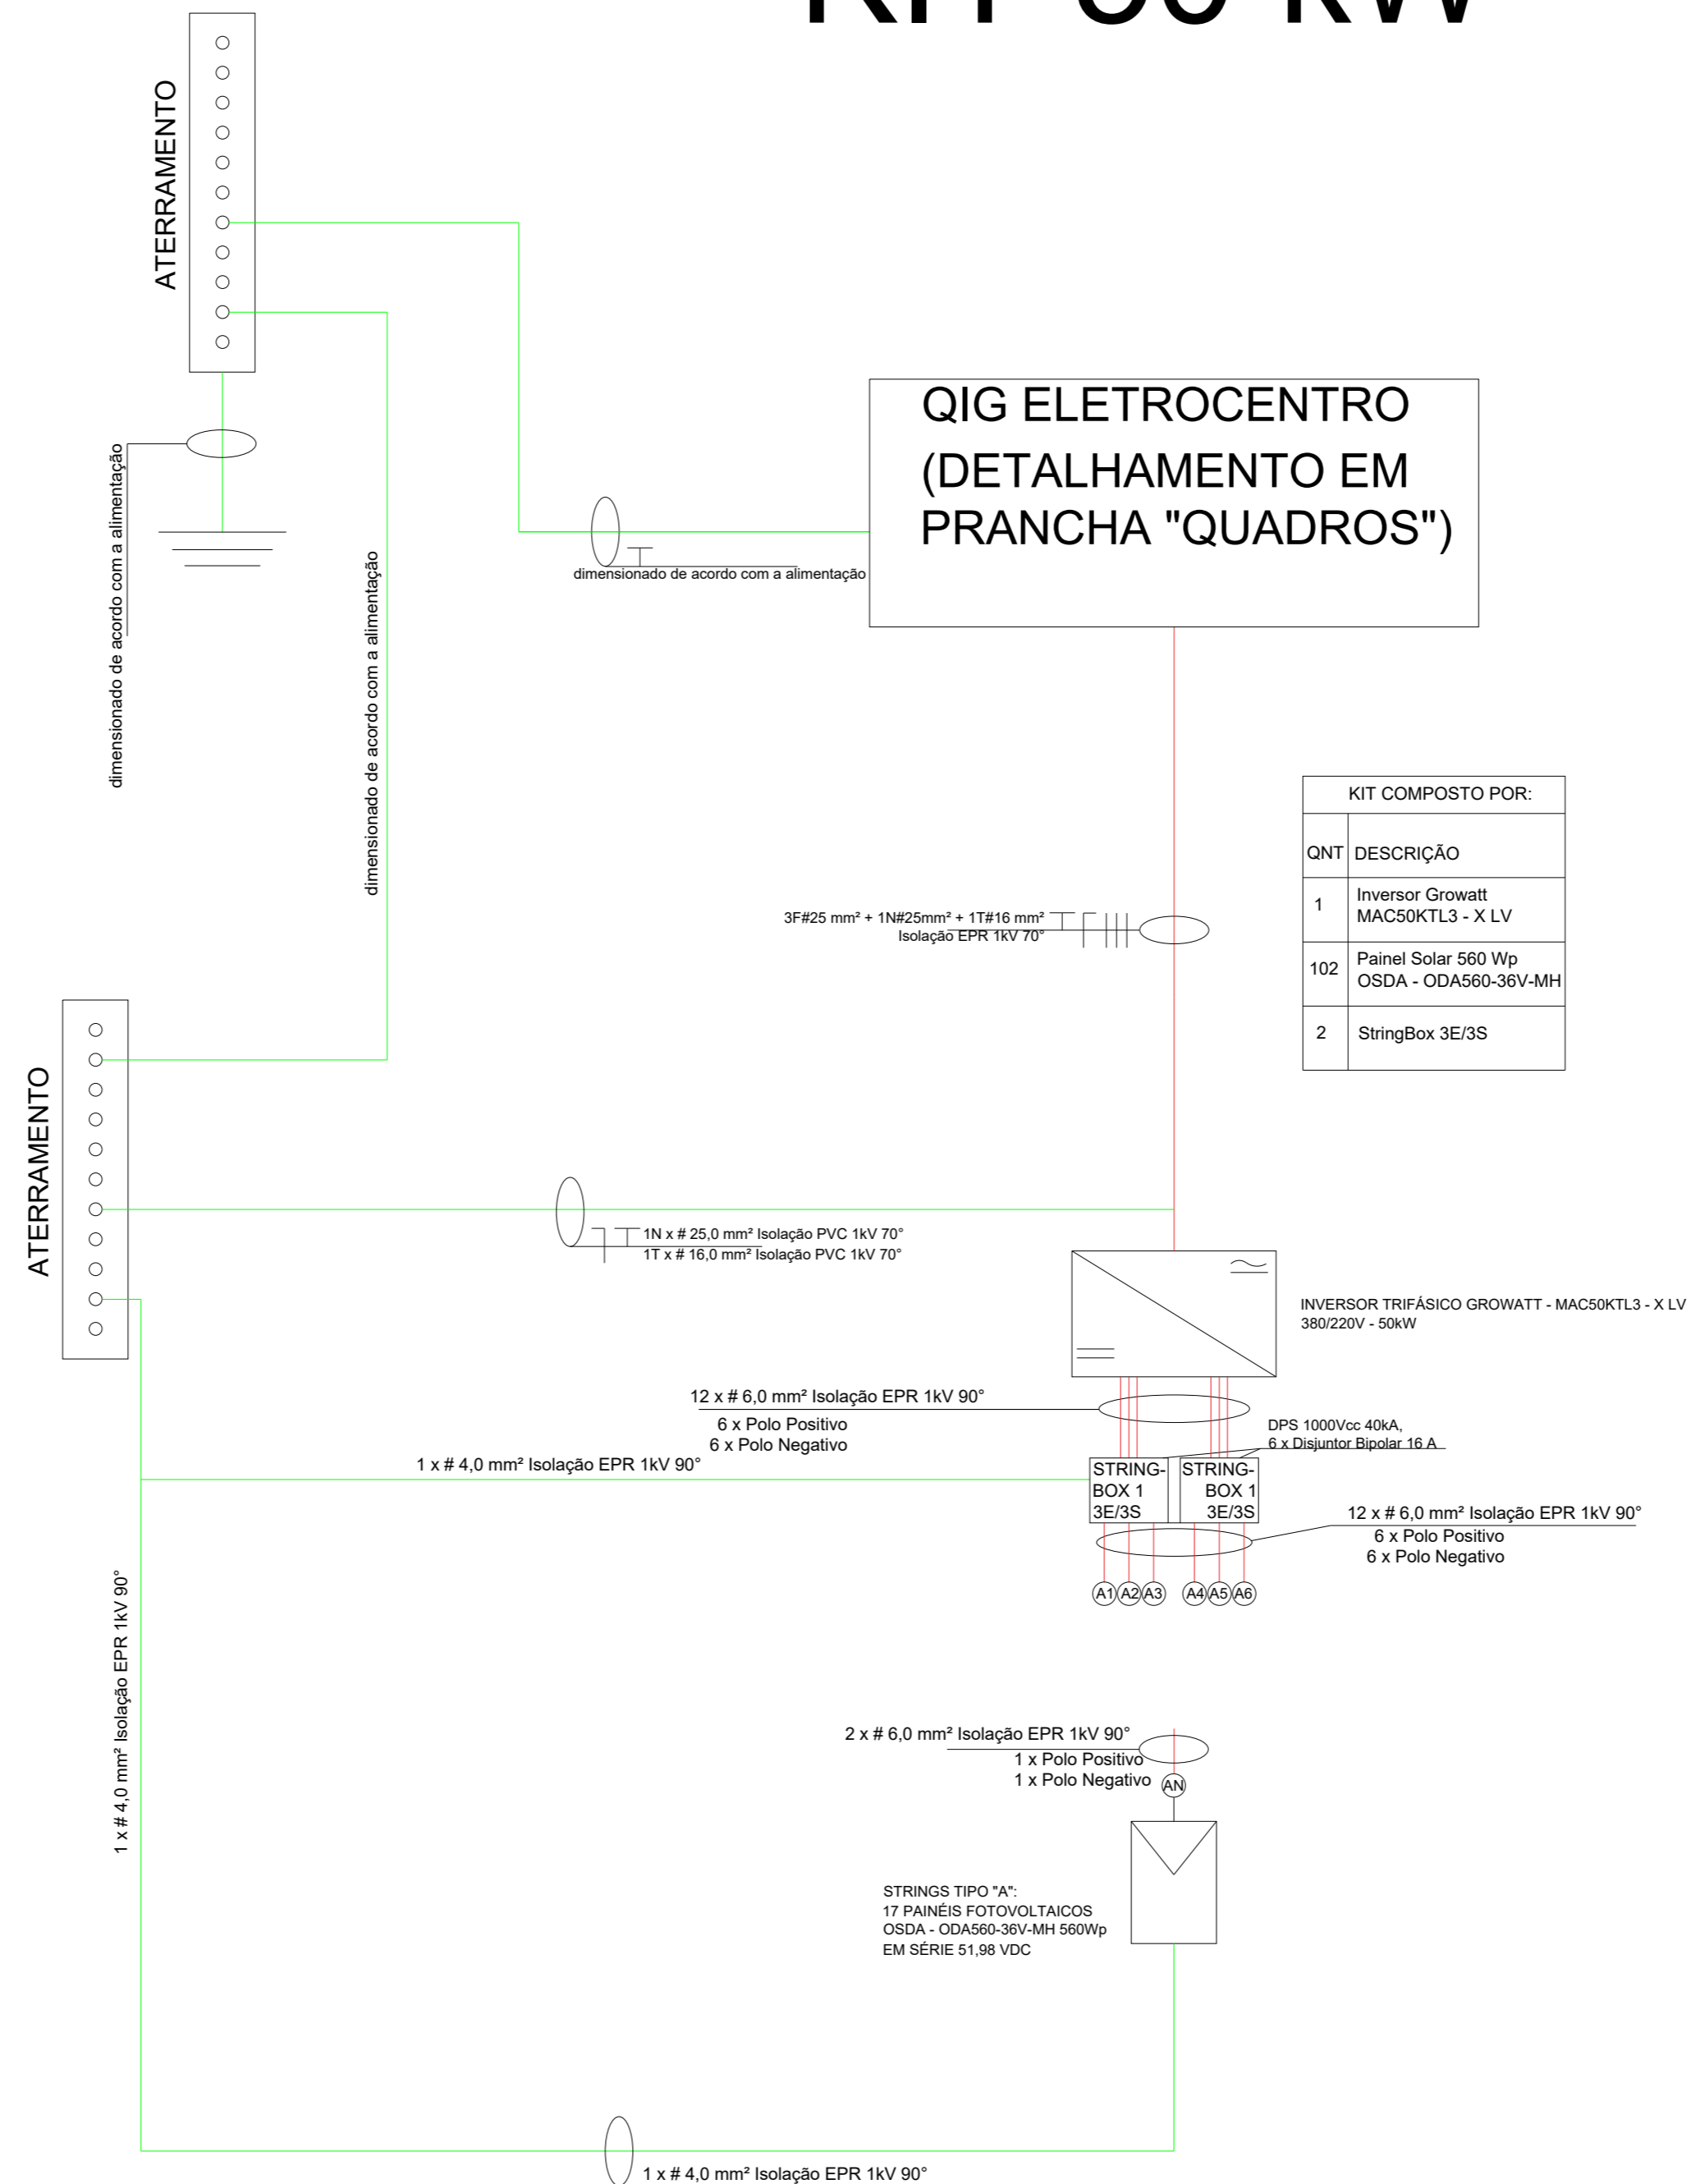 KIT kW
ATERRAMENTO
dimensionado de acordo com a alimentação
dimensionado de acordo com a alimentação
QIG ELETROCENTRO
(DETALHAMENTO EM
PRANCHA "QUADROS")
dimensionado de acordo com a alimentação
KIT COMPOSTO POR:
QNT DESCRIÇÃO
1 Inversor Growatt
MAC50KTL3 - X LV
102 Painel Solar 560 Wp
OSDA - ODA560-36V-MH
2 StringBox 3E/3S
3F#25 mm² + 1N#25mm² + 1T#16 mm²
Isolação EPR 1kV 70°
ATERRAMENTO
1N x # 25,0 mm² Isolação PVC 1kV 70°
1T x # 16,0 mm² Isolação PVC 1kV 70°
INVERSOR TRIFÁSICO GROWATT - MAC50KTL3 - X LV
380/220V - 50kW
12 x # 6,0 mm² Isolação EPR 1kV 90°
6 x Polo Positivo
6 x Polo Negativo
DPS 1000Vcc 40kA,
6 x Disjuntor Bipolar 16 A
1 x # 4,0 mm² Isolação EPR 1kV 90°
STRING-
BOX 1
3E/3S
STRING-
BOX 1
3E/3S
12 x # 6,0 mm² Isolação EPR 1kV 90°
6 x Polo Positivo
6 x Polo Negativo
A1 A2 A3 A4 A5 A6
1 x # 4,0 mm² Isolação EPR 1kV 90°
2 x # 6,0 mm² Isolação EPR 1kV 90°
1 x Polo Positivo
1 x Polo Negativo
AN
STRINGS TIPO "A":
17 PAINÉIS FOTOVOLTAICOS
OSDA - ODA560-36V-MH 560Wp
EM SÉRIE 51,98 VDC
1 x # 4,0 mm² Isolação EPR 1kV 90°